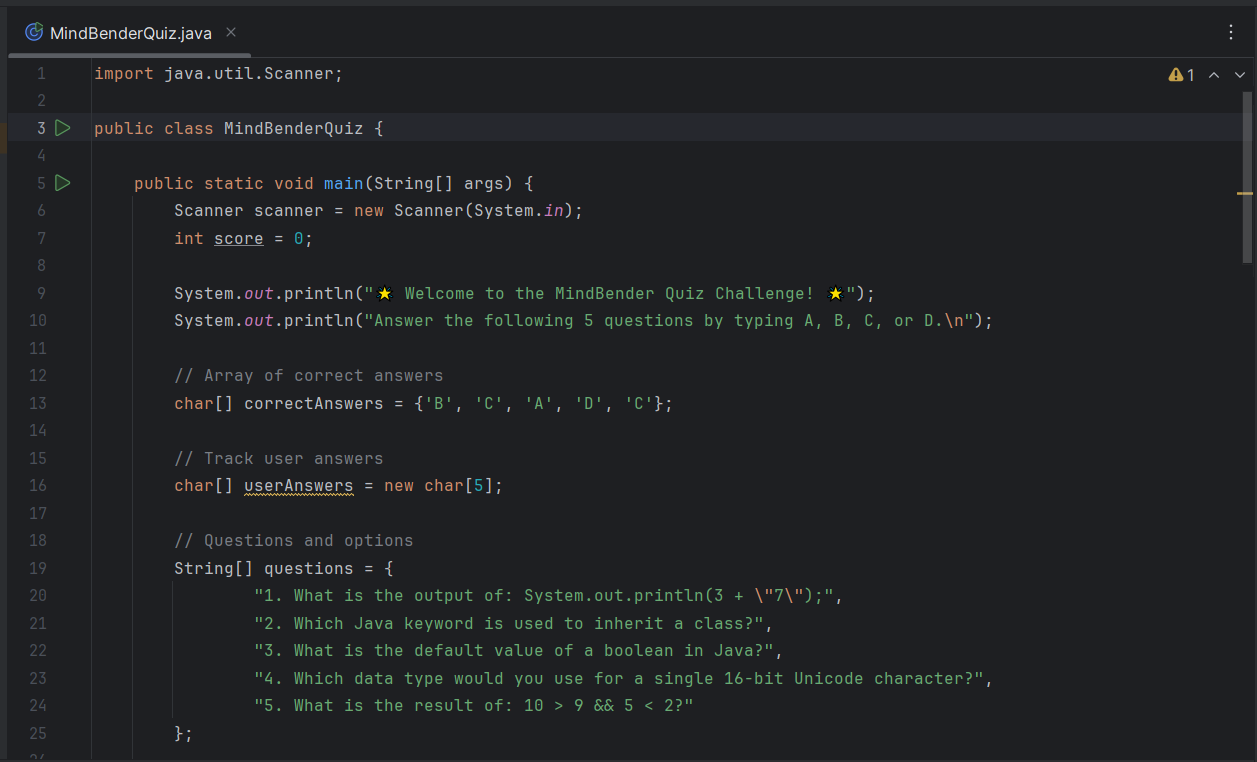 MindBenderQuiz.java
1 import java.util.Scanner;
1
2
3 public class MindBenderQuiz {
4
5     public static void main(String[] args) {
6         Scanner scanner = new Scanner(System.in);
7         int score = 0;
8
9         System.out.println("🌟 Welcome to the MindBender Quiz Challenge! 🌟");
10         System.out.println("Answer the following 5 questions by typing A, B, C, or D.\n");
11
12         // Array of correct answers
13         char[] correctAnswers = {'B', 'C', 'A', 'D', 'C'};
14
15         // Track user answers
16         char[] userAnswers = new char[5];
17
18         // Questions and options
19         String[] questions = {
20                 "1. What is the output of: System.out.println(3 + \"7\");",
21                 "2. Which Java keyword is used to inherit a class?",
22                 "3. What is the default value of a boolean in Java?",
23                 "4. Which data type would you use for a single 16-bit Unicode character?",
24                 "5. What is the result of: 10 > 9 && 5 < 2?"
25         };